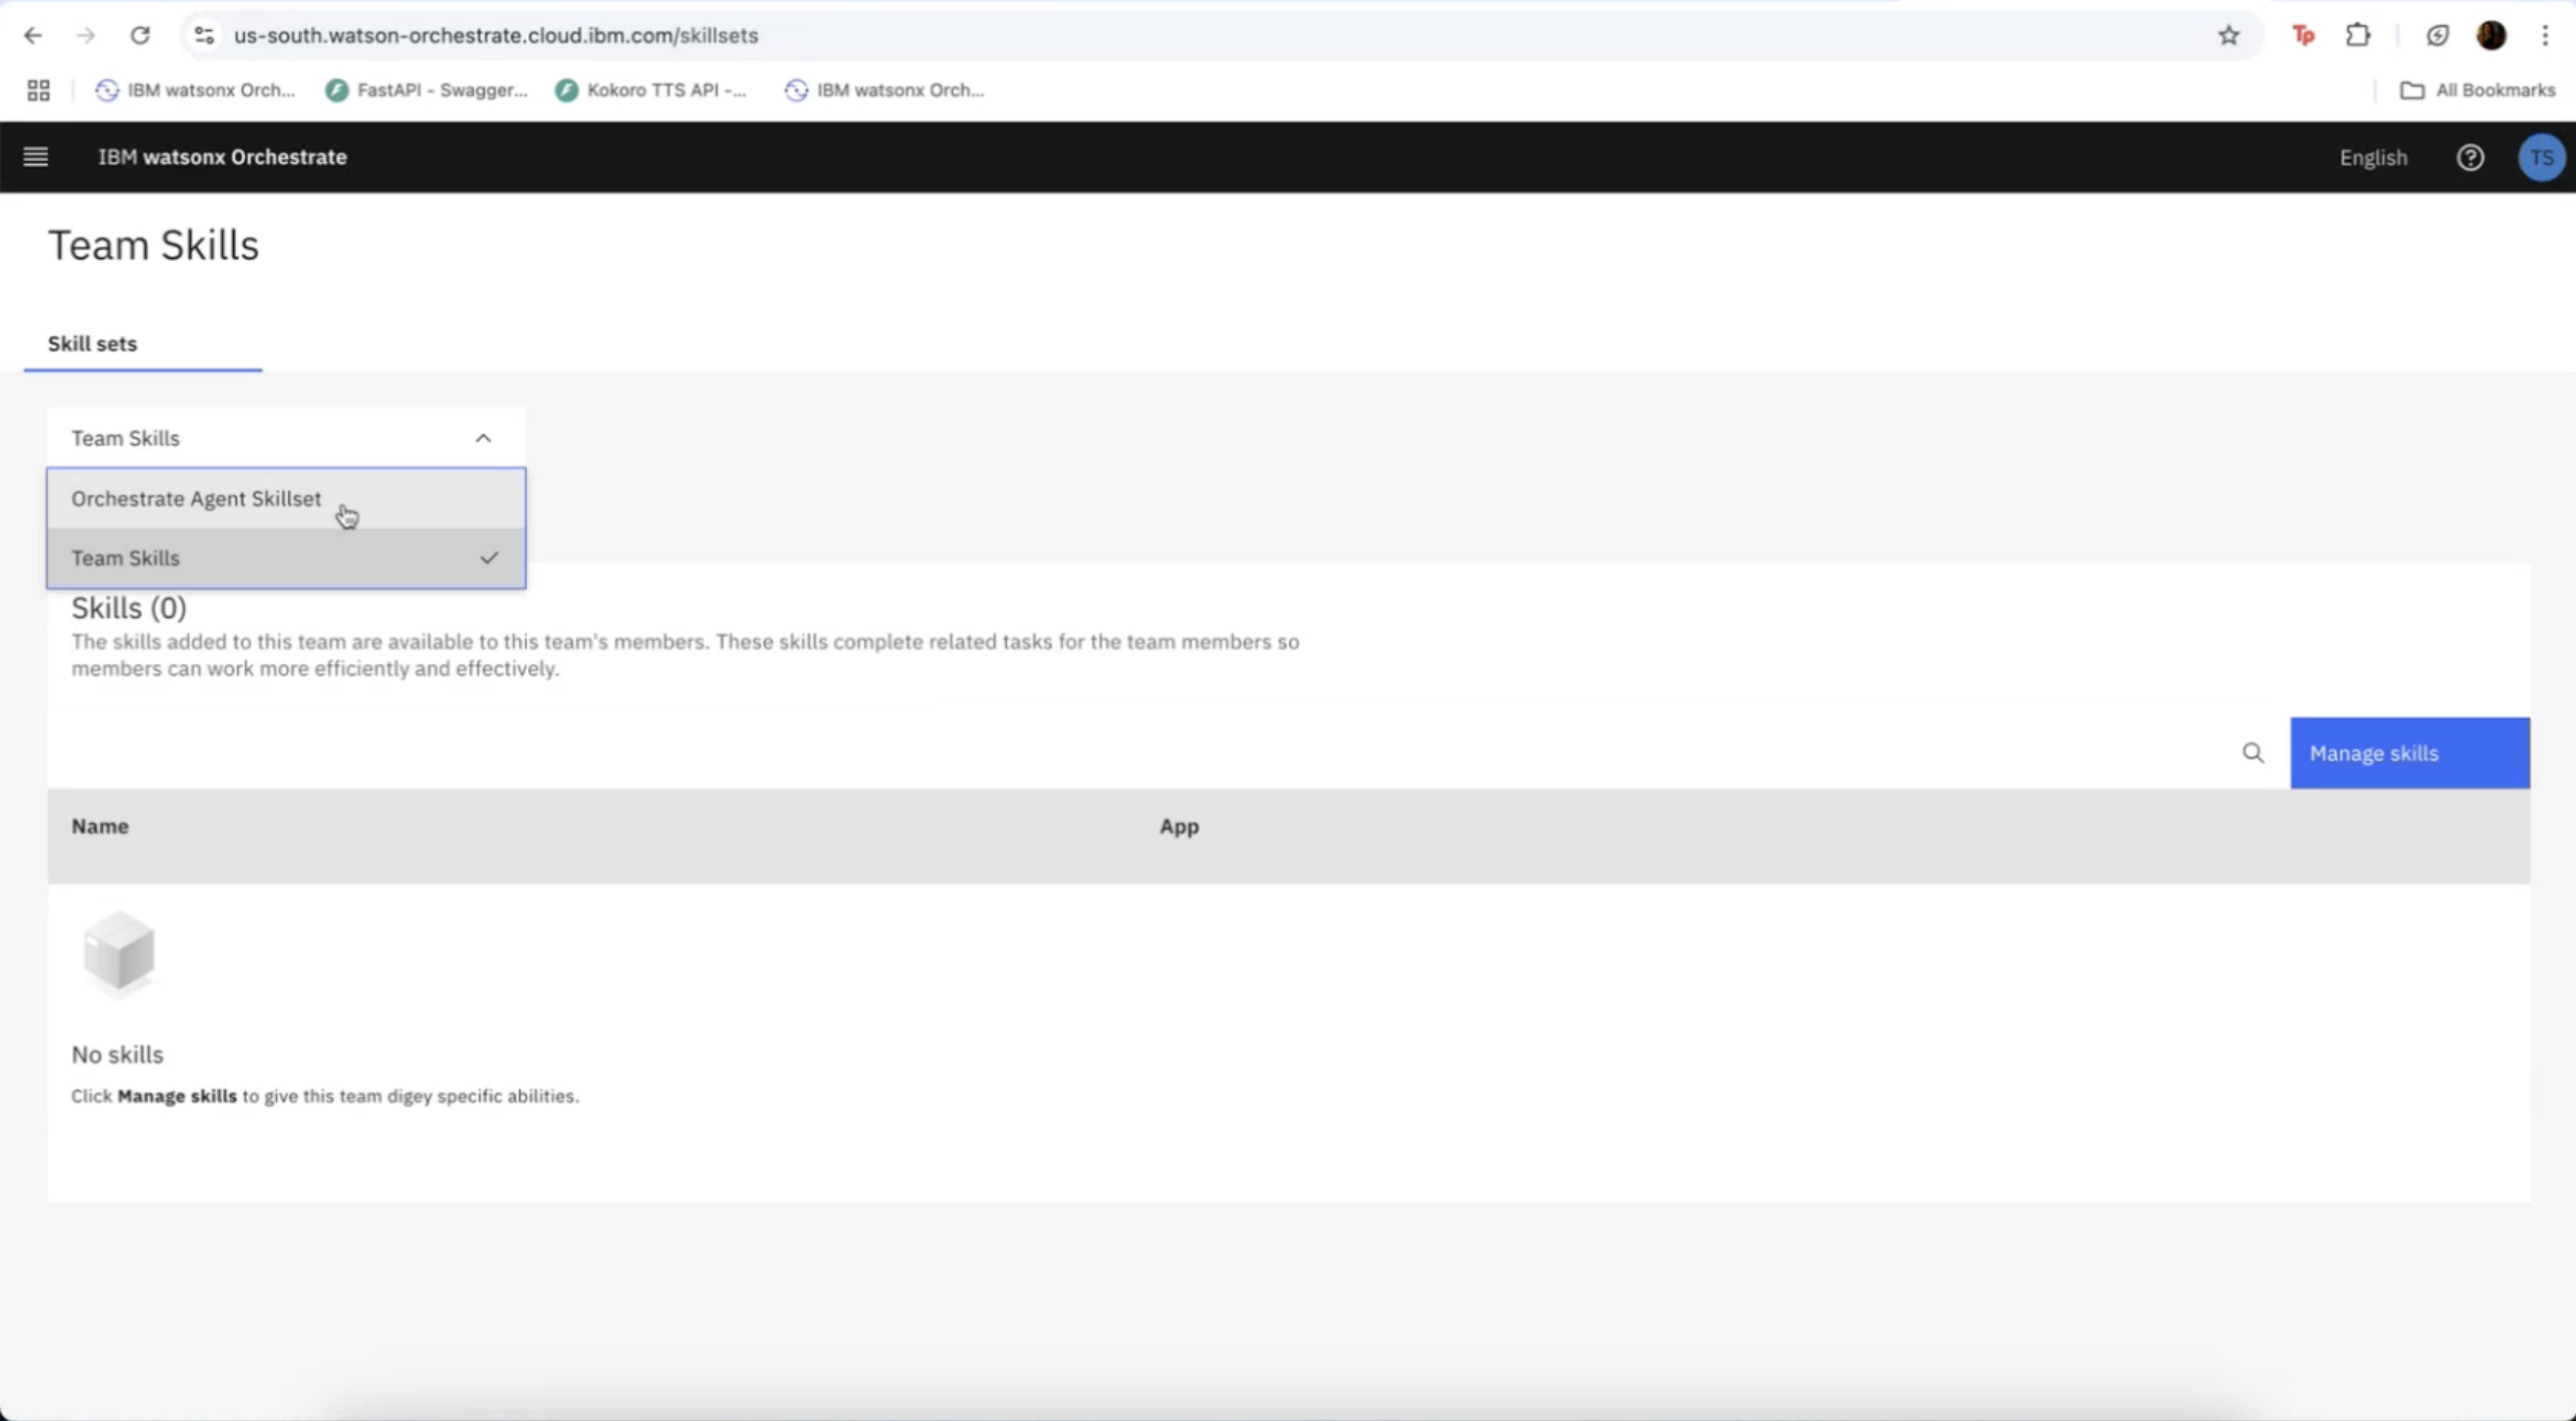 us-south.watson-orchestrate.cloud.ibm.com/skillsets
Tp
IBM watsonx Orch...
FastAPI - Swagger...
Kokoro TTS API -...
IBM watsonx Orch...
All Bookmarks
IBM watsonx Orchestrate
English
TS
Team Skills
Skill sets
Team Skills
Orchestrate Agent Skillset
Team Skills
Skills (0)
The skills added to this team are available to this team's members. These skills complete related tasks for the team members so
members can work more efficiently and effectively.
Manage skills
Name
App
No skills
Click Manage skills to give this team digey specific abilities.